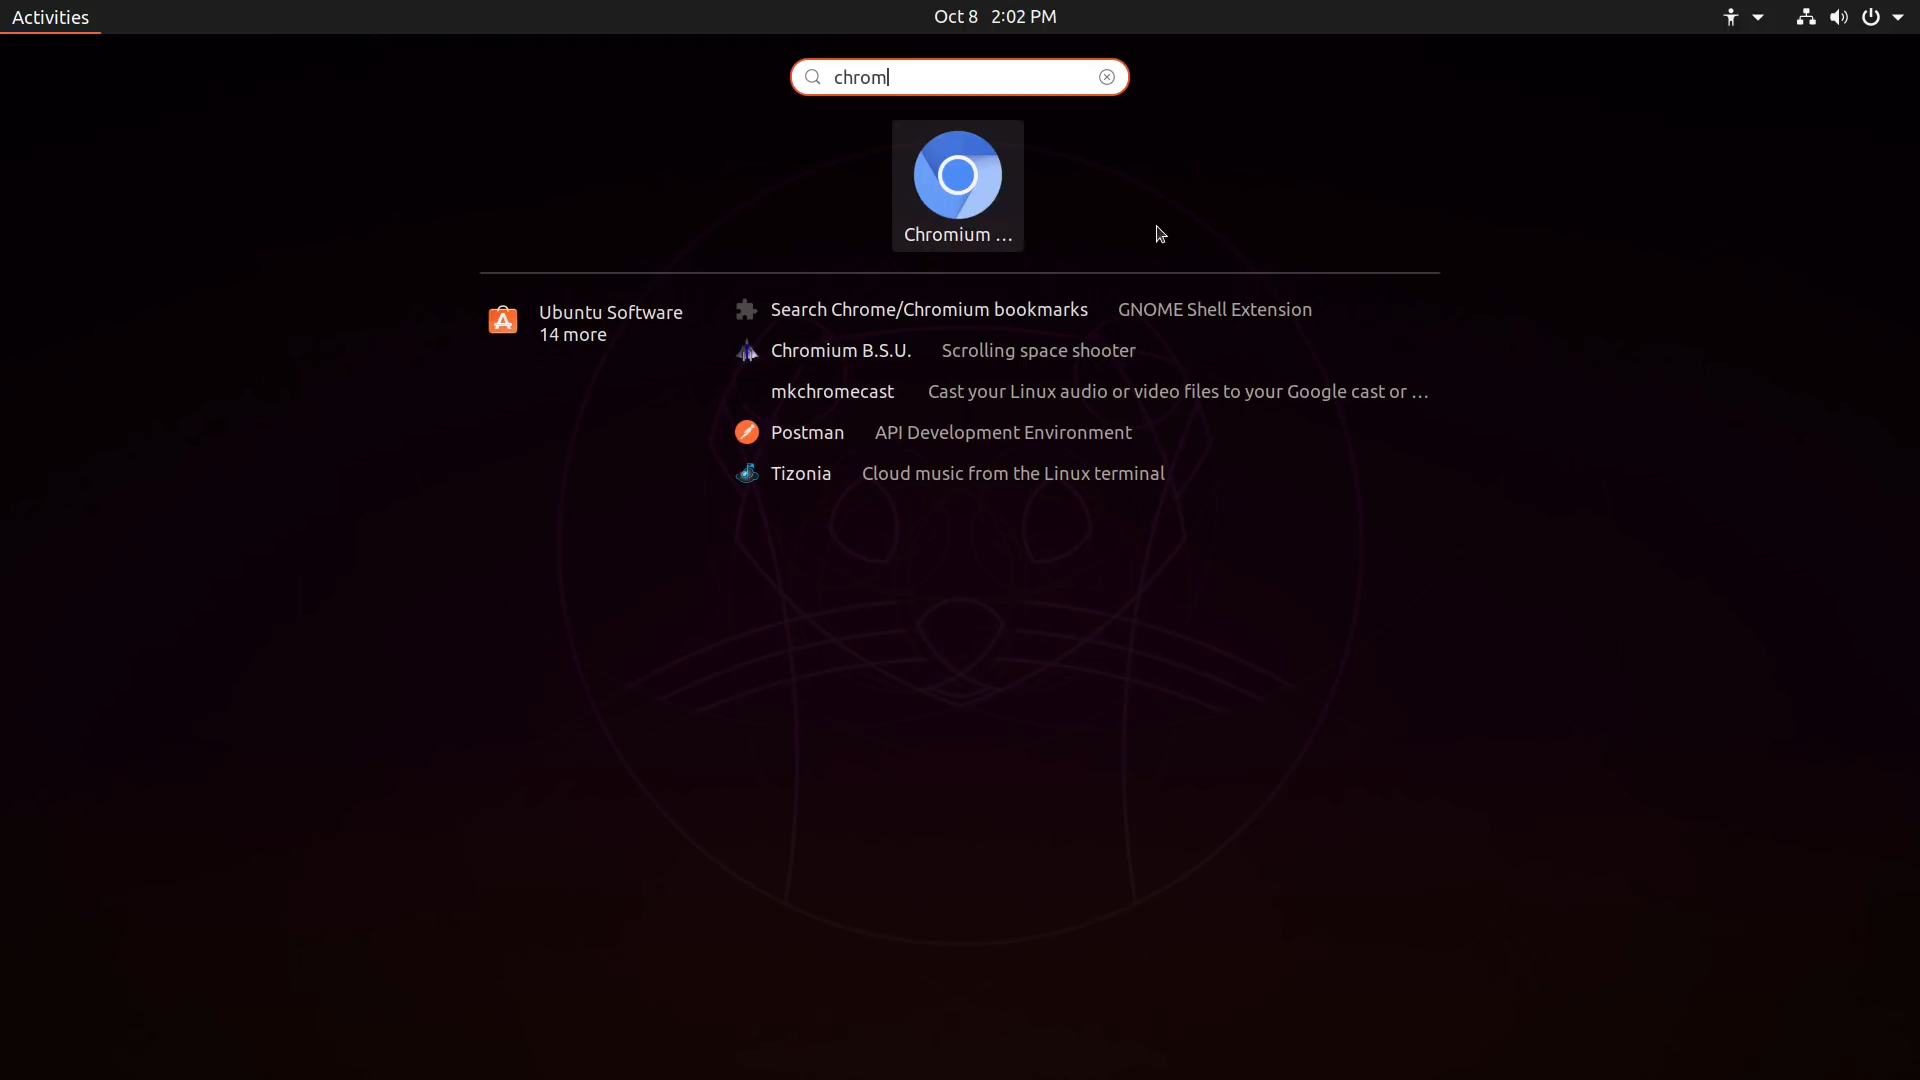 Activities
Oct 8 2:02 PM
chrom
Chromium ...
Ubuntu Software
14 more
Search Chrome/Chromium bookmarks GNOME Shell Extension
Chromium B.S.U. Scrolling space shooter
mkchromecast Cast your Linux audio or video files to your Google cast or ...
Postman API Development Environment
Tizonia Cloud music from the Linux terminal